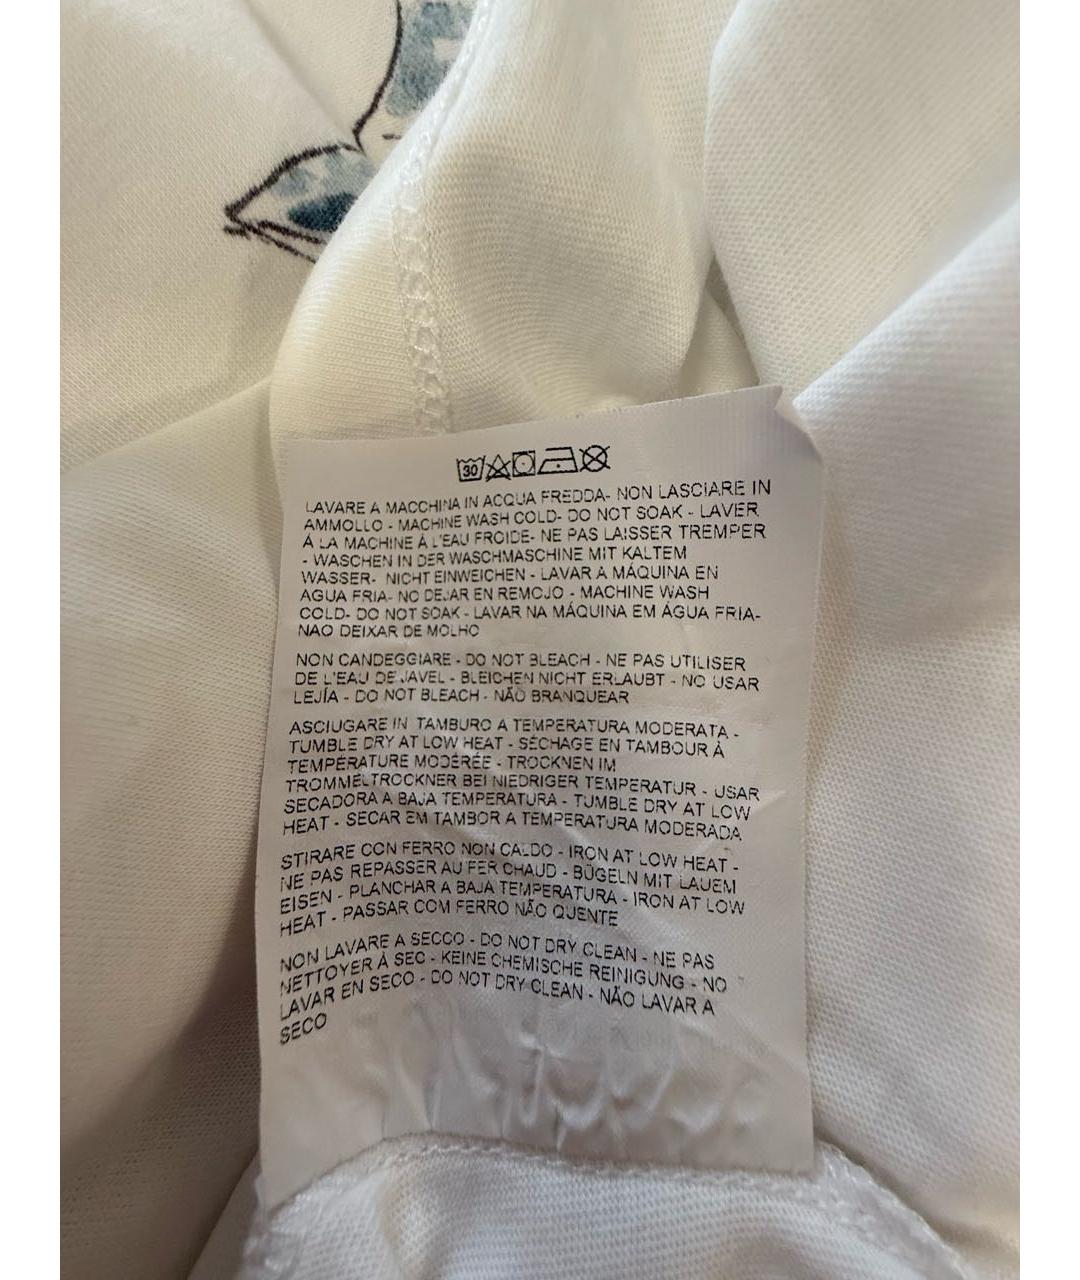 30
LAVARE A MACCHINA IN ACQUA FREDDA- NON LASCIARE IN
AMMOLLO - MACHINE WASH COLD- DO NOT SOAK - LAVER
À LA MACHINE À L'EAU FROIDE- NE PAS LAISSER TREMPER
- WASCHEN IN DER WASCHMASCHINE MIT KALTEM
WASSER- NICHT EINWEICHEN - LAVAR A MÁQUINA EN
AGUA FRIA- NO DEJAR EN REMOJO - MACHINE WASH
COLD- DO NOT SOAK - LAVAR NA MÁQUINA EM ÁGUA FRIA-
NAO DEIXAR DE MOLHO
NON CANDEGGIARE - DO NOT BLEACH - NE PAS UTILISER
DE L'EAU DE JAVEL - BLEICHEN NICHT ERLAUBT - NO USAR
LEJÍA - DO NOT BLEACH - NÃO BRANQUEAR
ASCIUGARE IN TAMBURO A TEMPERATURA MODERATA -
TUMBLE DRY AT LOW HEAT - SÉCHAGE EN TAMBOUR À
TEMPÉRATURE MODÉRÉE - TROCKNEN IM
TROMMELTROCKNER BEI NIEDRIGER TEMPERATUR - USAR
SECADORA A BAJA TEMPERATURA - TUMBLE DRY AT LOW
HEAT - SECAR EM TAMBOR A TEMPERATURA MODERADA
STIRARE CON FERRO NON CALDO - IRON AT LOW HEAT -
NE PAS REPASSER AU FER CHAUD - BÜGELN MIT LAUEM
EISEN - PLANCHAR A BAJA TEMPERATURA - IRON AT LOW
HEAT - PASSAR COM FERRO NÃO QUENTE
NON LAVARE A SECCO - DO NOT DRY CLEAN - NE PAS
NETTOYER À SEC - KEINE CHEMISCHE REINIGUNG - NO
LAVAR EN SECO - DO NOT DRY CLEAN - NÃO LAVAR A
SECO